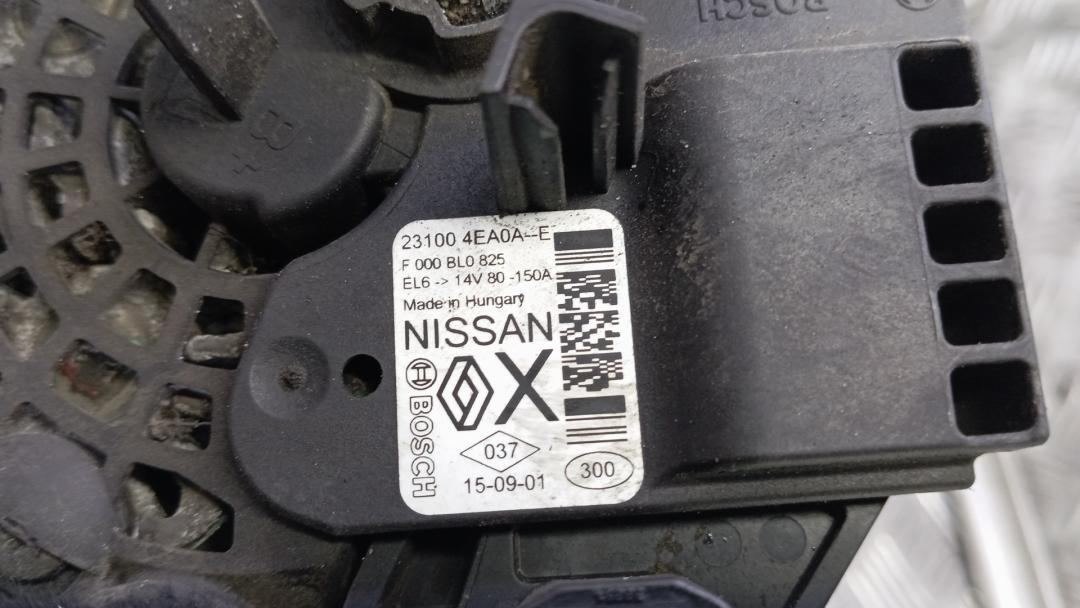 BOSCH
B+
23100 4EA0A--E
F 000 BL0 825
EL6 -> 14V 80 -150A
Made in Hungary
NISSAN
BOSCH
X
037
15-09-01
300